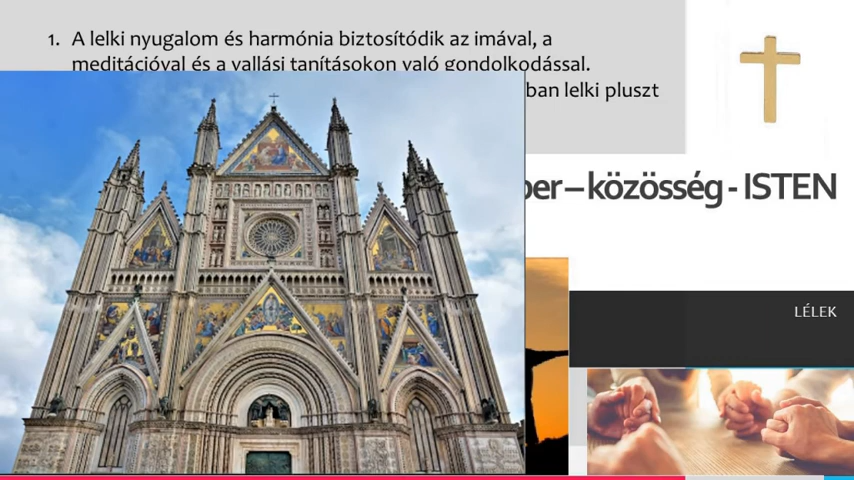 1. A lelki nyugalom és harmónia biztosítódik az imával, a
meditációval és a vallási tanításokon való gondolkodással.
ban lelki pluszt
ber – közösség - ISTEN
LÉLEK